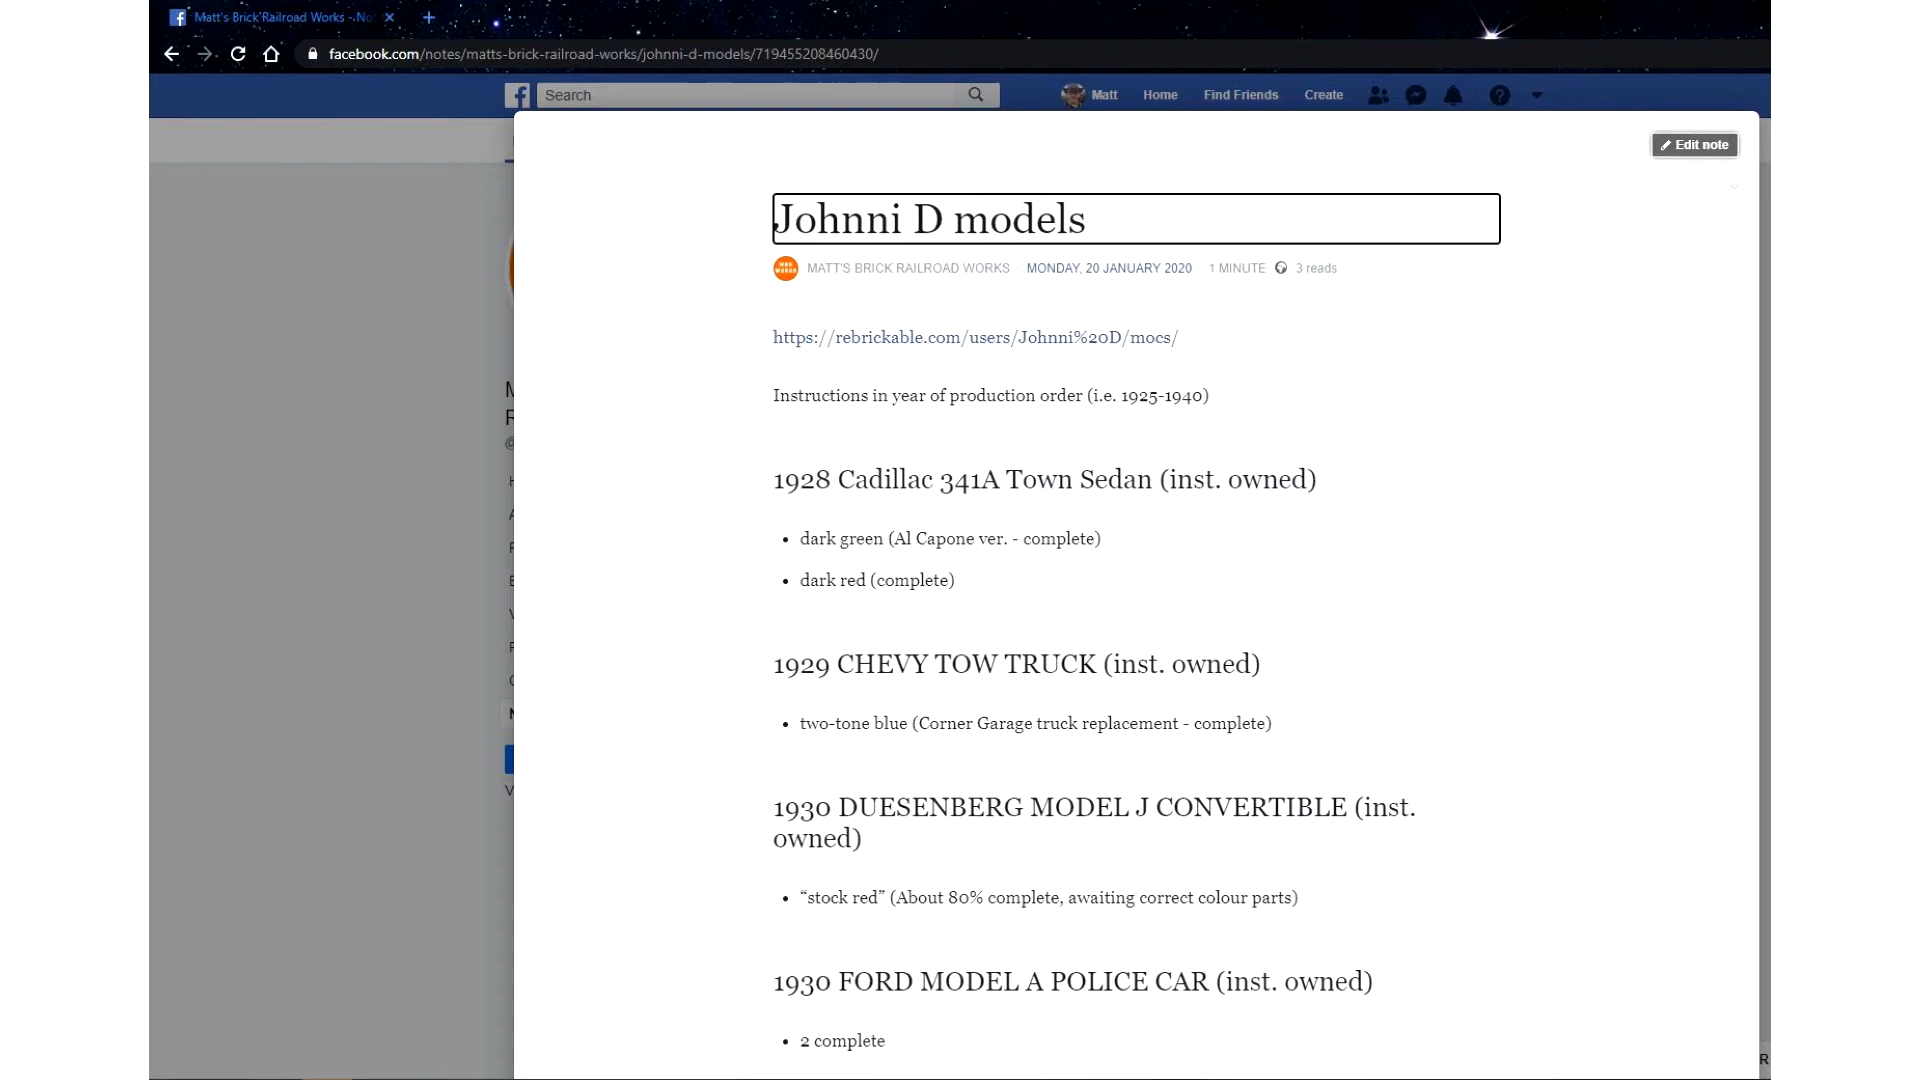 Matt's Brick Railroad Works - No
facebook.com/notes/matts-brick-railroad-works/johnni-d-models/719455208460430/
Search
Matt
Home
Find Friends
Create
Edit note
Johnni D models
MATT'S BRICK RAILROAD WORKS · MONDAY, 20 JANUARY 2020 · 1 MINUTE 3 reads
https://rebrickable.com/users/Johnni%20D/mocs/
Instructions in year of production order (i.e. 1925-1940)
1928 Cadillac 341A Town Sedan (inst. owned)
• dark green (Al Capone ver. - complete)
• dark red (complete)
1929 CHEVY TOW TRUCK (inst. owned)
• two-tone blue (Corner Garage truck replacement - complete)
1930 DUESENBERG MODEL J CONVERTIBLE (inst.
owned)
• “stock red” (About 80% complete, awaiting correct colour parts)
1930 FORD MODEL A POLICE CAR (inst. owned)
• 2 complete